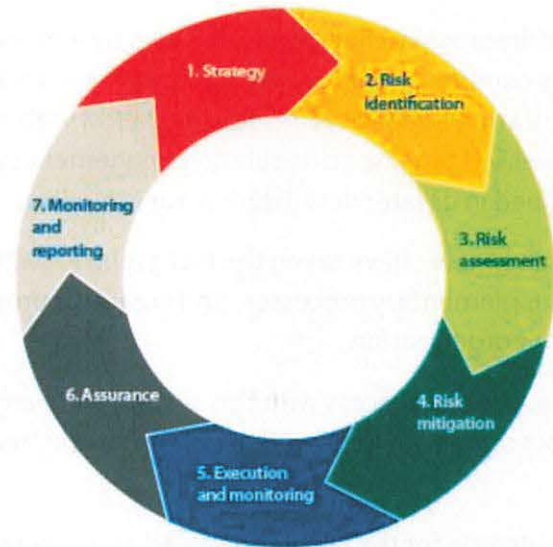 1. Strategy
2. Risk
identification
3. Risk
assessment
4. Risk
mitigation
5. Execution
and monitoring
6. Assurance
7. Monitoring
and
reporting